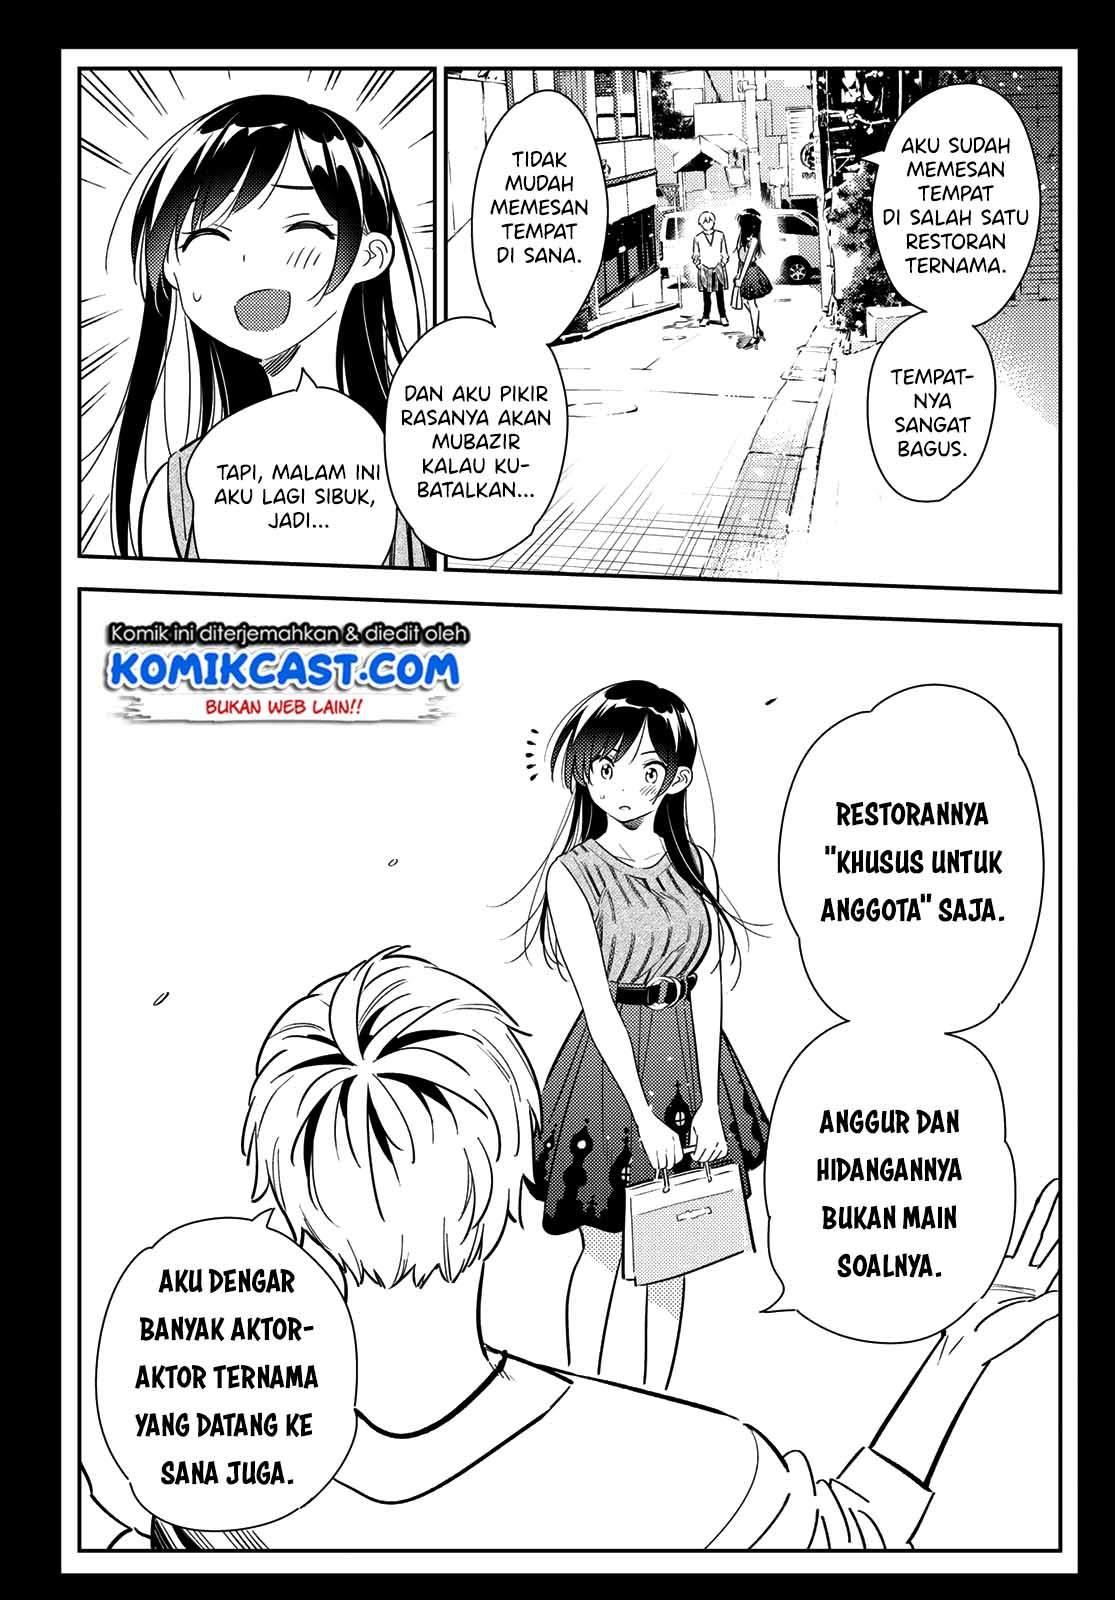 AKU SUDAH
MEMESAN
TEMPAT
DI SALAH SATU
RESTORAN
TERNAMA.
TEMPAT-
NYA
SANGAT
BAGUS.
TIDAK
MUDAH
MEMESAN
TEMPAT
DI SANA.
DAN AKU PIKIR
RASANYA AKAN
MUBAZIR
KALAU KU-
BATALKAN...
TAPI, MALAM INI
AKU LAGI SIBUK,
JADI...
Komik ini diterjemahkan & diedit oleh
KOMIKCAST.COM
BUKAN WEB LAIN!!
RESTORANNYA
"KHUSUS UNTUK
ANGGOTA" SAJA.
ANGGUR DAN
HIDANGANNYA
BUKAN MAIN
SOALNYA.
AKU DENGAR
BANYAK AKTOR-
AKTOR TERNAMA
YANG DATANG KE
SANA JUGA.